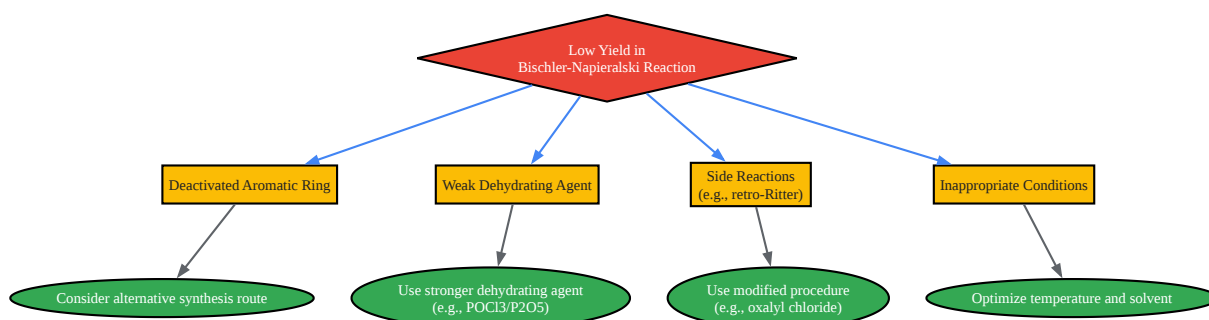 Low Yield in
Bischler-Napieralski Reaction
Deactivated Aromatic Ring
Weak Dehydrating Agent
Side Reactions
(e.g., retro-Ritter)
Inappropriate Conditions
Consider alternative synthesis route
Use stronger dehydrating agent
(e.g., POCl3/P2O5)
Use modified procedure
(e.g., oxalyl chloride)
Optimize temperature and solvent